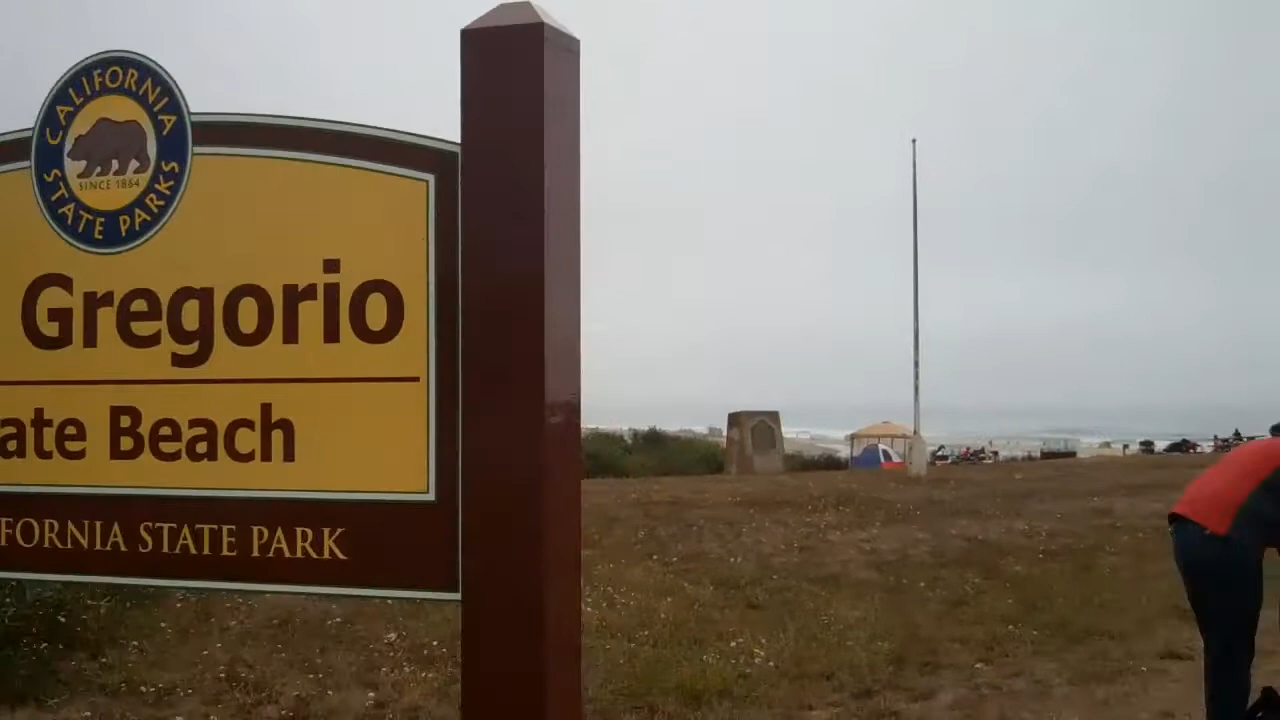 CALIFORNIA
SINCE 1864
STATE PARKS
Gregorio
ate Beach
FORNIA STATE PARK